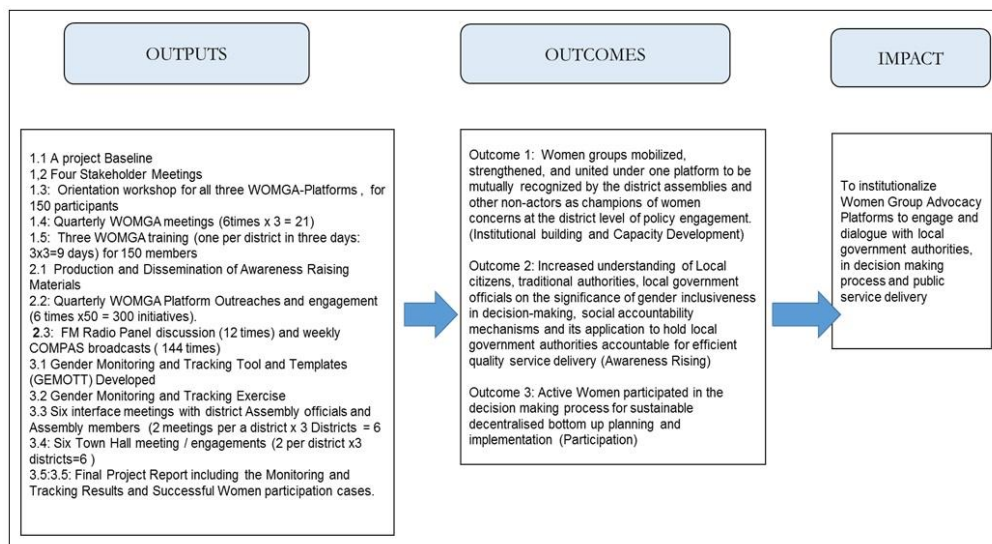 OUTPUTS
OUTCOMES
IMPACT
1.1 A project Baseline
1,2 Four Stakeholder Meetings
1.3: Orientation workshop for all three WOMGA-Platforms , for
150 participants
1.4: Quarterly WOMGA meetings (6times x 3 = 21)
1.5: Three WOMGA training (one per district in three days:
3x3=9 days) for 150 members
2.1 Production and Dissemination of Awareness Raising
Materials
2.2: Quarterly WOMGA Platform Outreaches and engagement
(6 times x50 = 300 initiatives).
2.3: FM Radio Panel discussion (12 times) and weekly
COMPAS broadcasts ( 144 times)
3.1 Gender Monitoring and Tracking Tool and Templates
(GEMOTT) Developed
3.2 Gender Monitoring and Tracking Exercise
3.3 Six interface meetings with district Assembly officials and
Assembly members (2 meetings per a district x 3 Districts = 6
3.4: Six Town Hall meeting / engagements (2 per district x3
districts=6 )
3.5:3.5: Final Project Report including the Monitoring and
Tracking Results and Successful Women participation cases.
Outcome 1: Women groups mobilized,
strengthened, and united under one platform to be
mutually recognized by the district assemblies and
other non-actors as champions of women
concerns at the district level of policy engagement.
(Institutional building and Capacity Development)
Outcome 2: Increased understanding of Local
citizens, traditional authorities, local government
officials on the significance of gender inclusiveness
in decision-making, social accountability
mechanisms and its application to hold local
government authorities accountable for efficient
quality service delivery (Awareness Rising)
Outcome 3: Active Women participated in the
decision making process for sustainable
decentralised bottom up planning and
implementation (Participation)
To institutionalize
Women Group Advocacy
Platforms to engage and
dialogue with local
government authorities,
in decision making
process and public
service delivery